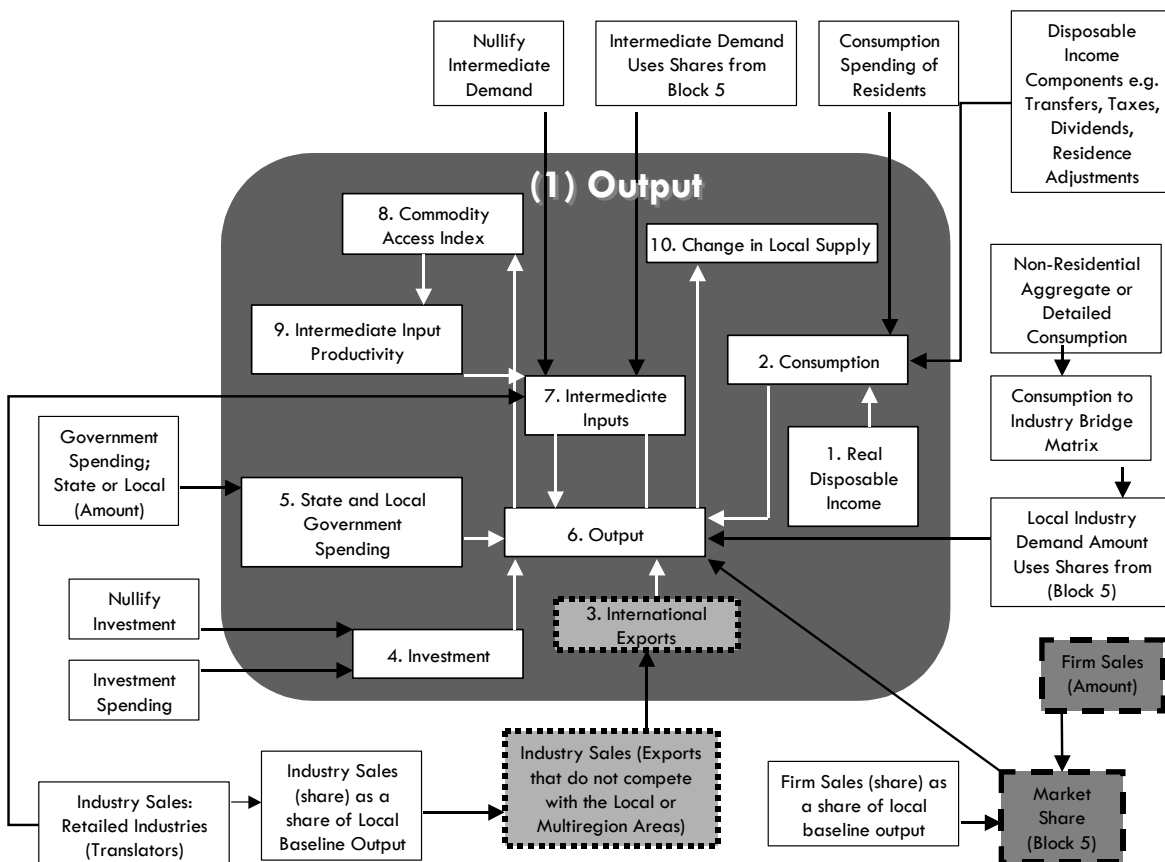 Nullify
Intermediate
Demand
Intermediate Demand
Uses Shares from
Block 5
Consumption
Spending of
Residents
Disposable
Income
Components e.g.
Transfers, Taxes,
Dividends,
Residence
Adjustments
(1) Output
8. Commodity
Access Index
10. Change in Local Supply
9. Intermediate Input
Productivity
2. Consumption
7. Intermediate
Inputs
1. Real
Disposable
Income
Non-Residential
Aggregate or
Detailed
Consumption
Consumption to
Industry Bridge
Matrix
Government
Spending;
State or Local
(Amount)
5. State and Local
Government
Spending
6. Output
Local Industry
Demand Amount
Uses Shares from
(Block 5)
Nullify
Investment
3. International
Exports
4. Investment
Investment
Spending
Firm Sales
(Amount)
Industry Sales:
Retailed Industries
(Translators)
Industry Sales
(share) as a
share of Local
Baseline Output
Industry Sales (Exports
that do not compete
with the Local or
Multiregion Areas)
Firm Sales (share) as
a share of local
baseline output
Market
Share
(Block 5)